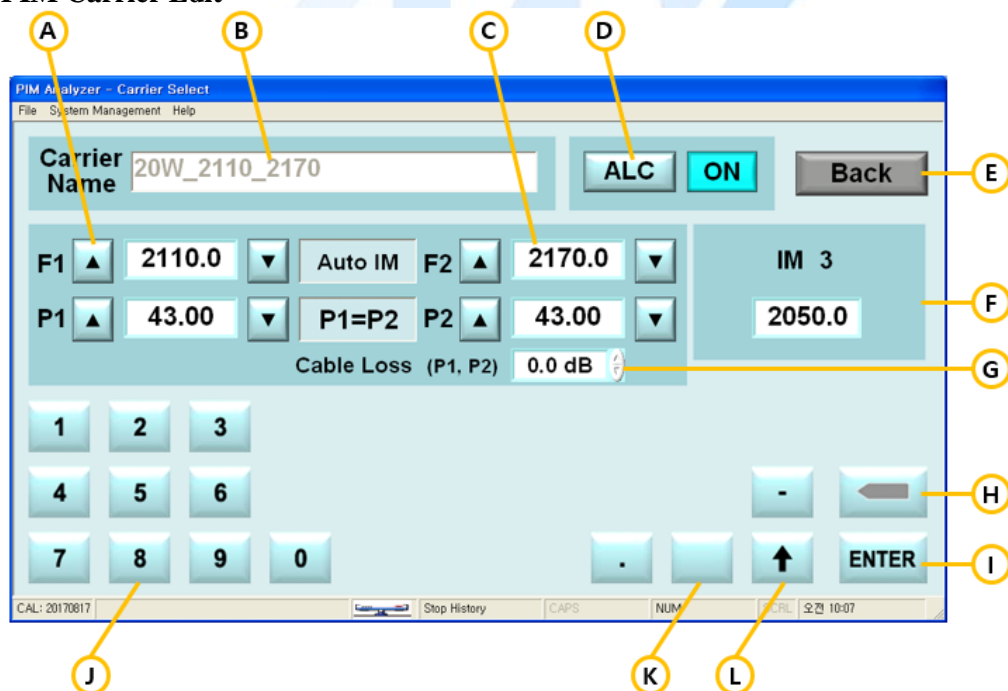 PIM Carrier Edit
A B C D
PIM Analyzer - Carrier Select
File System Management Help
Carrier Name 20W_2110_2170 ALC ON Back E
F1 ▲ 2110.0 ▼ Auto IM F2 ▲ 2170.0 ▼ IM 3
P1 ▲ 43.00 ▼ P1=P2 P2 ▲ 43.00 ▼ 2050.0 F
Cable Loss (P1, P2) 0.0 dB G
1 2 3
4 5 6 - H
7 8 9 0 . ↑ ENTER I
CAL: 20170817 Stop History CAPS NUM SCRL 오전 10:07
J K L